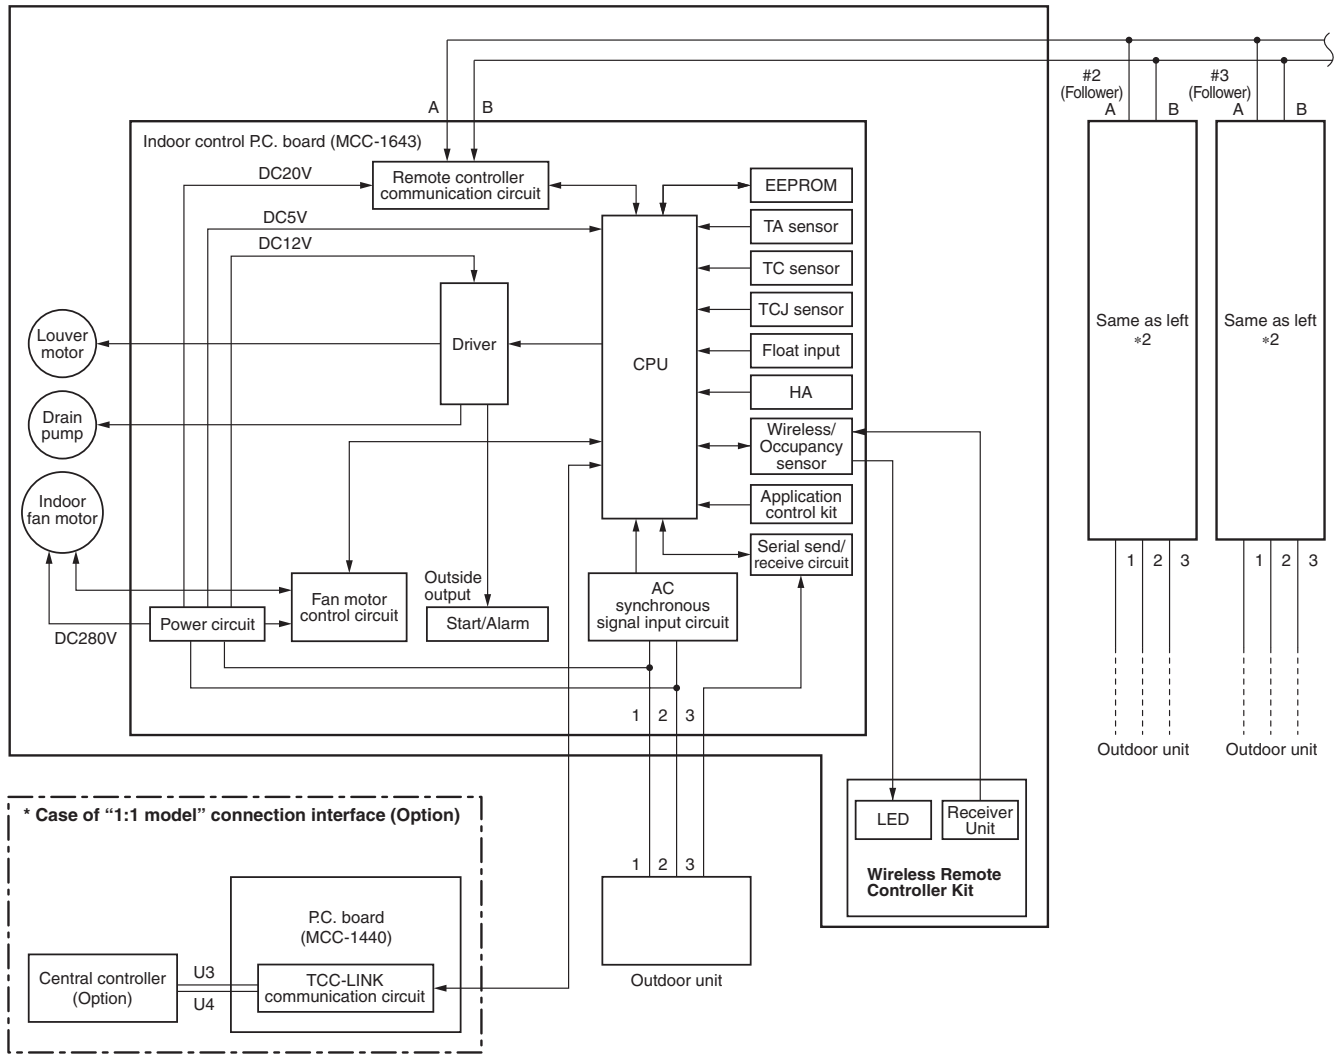 #2
(Follower)
#3
(Follower)
A
B
A
B
A
B
Indoor control P.C. board (MCC-1643)
DC20V
Remote controller
communication circuit
EEPROM
DC5V
TA sensor
DC12V
TC sensor
TCJ sensor
Louver
motor
Driver
CPU
Float input
HA
Drain
pump
Wireless/
Occupancy
sensor
Indoor
fan motor
Application
control kit
Serial send/
receive circuit
Same as left
*2
Same as left
*2
Outside
output
Fan motor
control circuit
Power circuit
Start/Alarm
AC
synchronous
signal input circuit
DC280V
1
2
3
1
2
3
1
2
3
Outdoor unit
Outdoor unit
* Case of “1:1 model” connection interface (Option)
LED
Receiver
Unit
Wireless Remote
Controller Kit
1
2
3
Outdoor unit
P.C. board
(MCC-1440)
Central controller
(Option)
U3
U4
TCC-LINK
communication circuit